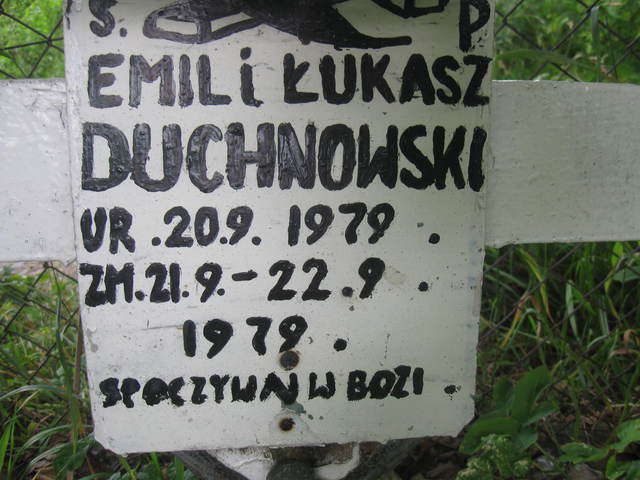 S. P
EMIL i ŁUKASZ
DUCHNOWSKI
UR .20.9. 1979 .
ZM.21.9.-22.9 .
1979 .
SPOCZYWAJ W BOZI .